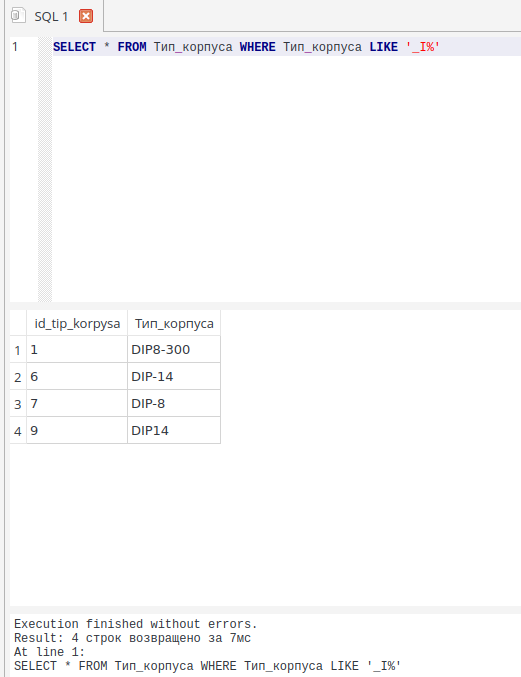 SQL 1
1 SELECT * FROM Тип_корпуса WHERE Тип_корпуса LIKE '_I%'
id_tip_korpysa Тип_корпуса
1 1 DIP8-300
2 6 DIP-14
3 7 DIP-8
4 9 DIP14
Execution finished without errors.
Result: 4 строк возвращено за 7мс
At line 1:
SELECT * FROM Тип_корпуса WHERE Тип_корпуса LIKE '_I%'